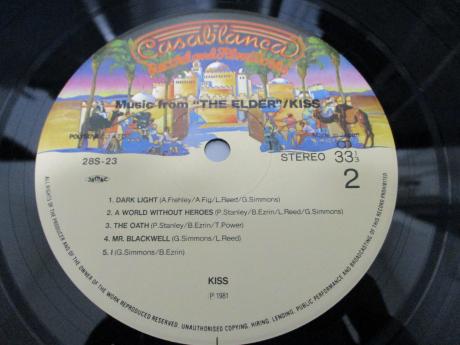 Casablanca
Record and FilmWorks
Music from "THE ELDER"/KISS
28S-23
STEREO 33⅓
2
1. DARK LIGHT (A.Frehley/A.Fig/L.Reed/G.Simmons)
2. A WORLD WITHOUT HEROES (P.Stanley/B.Ezrin/L.Reed/G.Simmons)
3. THE OATH (P.Stanley/B.Ezrin/T.Power)
4. MR. BLACKWELL (G.Simmons/L.Reed)
5. I (G.Simmons/B.Ezrin)
KISS
℗ 1981
ALL RIGHTS OF THE PRODUCER AND OF THE OWNER OF THE WORK REPRODUCED RESERVED. UNAUTHORISED COPYING, HIRING, LENDING, PUBLIC PERFORMANCE AND BROADCASTING OF THIS RECORD PROHIBITED